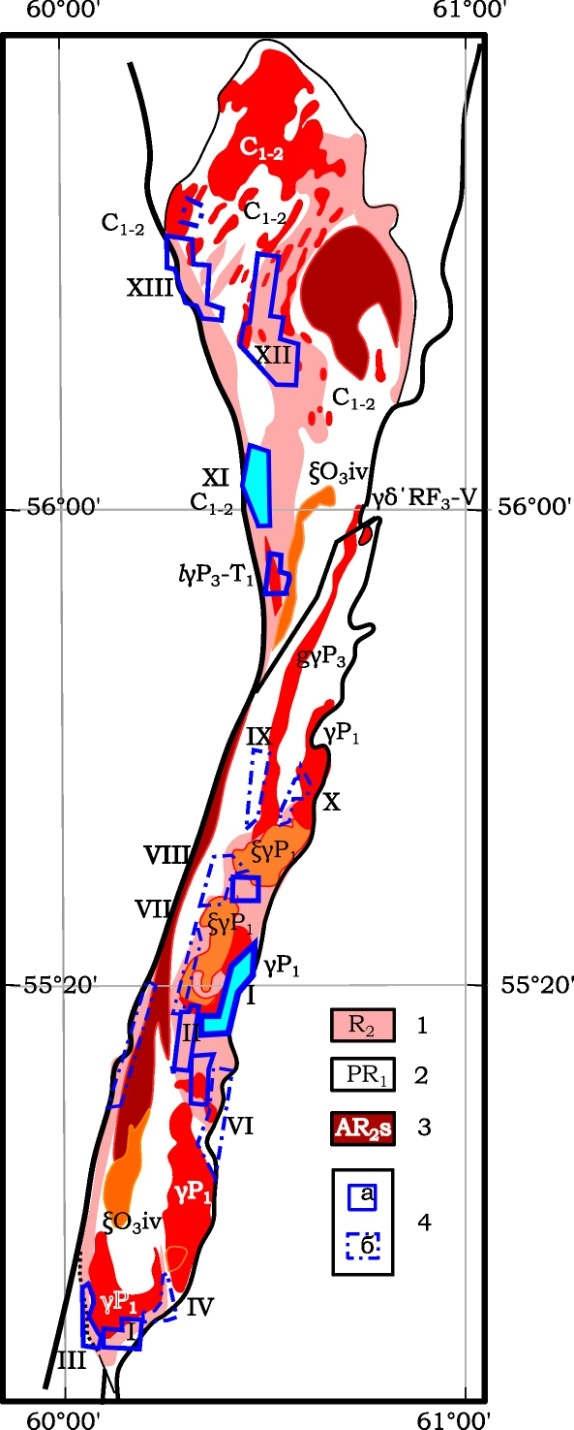 60°00' 61°00'
C₁₋₂
C₁₋₂
C₁₋₂
XIII
XII
C₁₋₂
XI
C₁₋₂
ξO₃iv
γδ'RF₃-V
56°00' 56°00'
lγP₃-T₁
gγP₃
IX
γP₁
X
VIII
ξγP₁
VII
ξγP₁
γP₁
55°20' 55°20'
I
II
R₂ 1
PR₁ 2
AR₂s 3
VI
γP₁
а
4
б
ξO₃iv
γP₁
IV
I
III
60°00' 61°00'